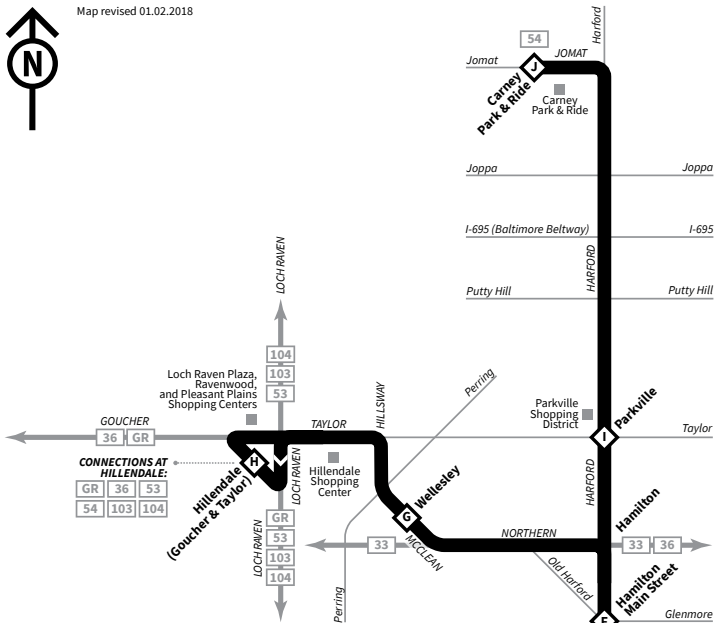 Map revised 01.02.2018
N
Harford
54
JOMAT
Jomat
J
Carney
Park & Ride
Carney
Park & Ride
Joppa
Joppa
I-695 (Baltimore Beltway)
I-695
HARFORD
Putty Hill
Putty Hill
LOCH RAVEN
104
103
53
Loch Raven Plaza,
Ravenwood,
and Pleasant Plains
Shopping Centers
Perring
HILLSWAY
Parkville
Shopping
District
Parkville
GOUCHER
36
GR
TAYLOR
I
Taylor
CONNECTIONS AT
HILLENDALE:
GR
36
53
54
103
104
H
Hillendale
(Goucher & Taylor)
LOCH RAVEN
Hillendale
Shopping
Center
Wellesley
G
HARFORD
Hamilton
LOCH RAVEN
GR
53
103
104
33
MCCLEAN
NORTHERN
33
36
Perring
Old Harford
Hamilton
Main Street
Glenmore